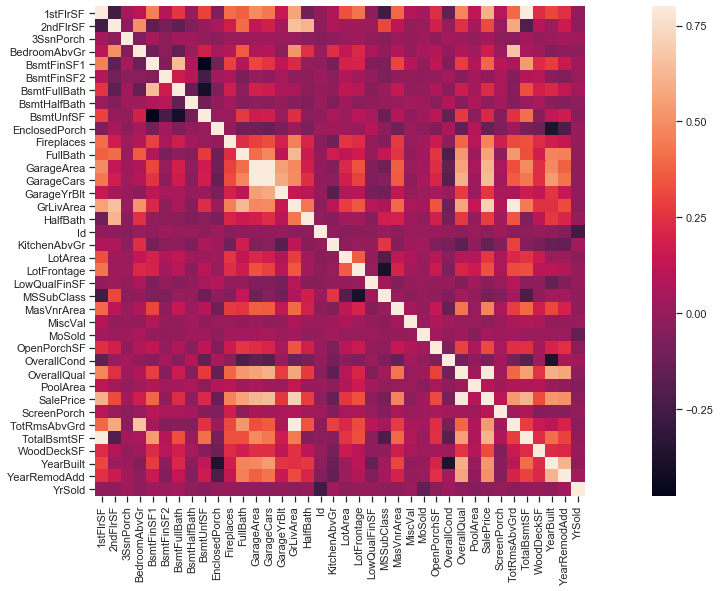 1stFlrSF
2ndFlrSF
3SsnPorch
BedroomAbvGr
BsmtFinSF1
BsmtFinSF2
BsmtFullBath
BsmtHalfBath
BsmtUnfSF
EnclosedPorch
Fireplaces
FullBath
GarageArea
GarageCars
GarageYrBlt
GrLivArea
HalfBath
Id
KitchenAbvGr
LotArea
LotFrontage
LowQualFinSF
MSSubClass
MasVnrArea
MiscVal
MoSold
OpenPorchSF
OverallCond
OverallQual
PoolArea
SalePrice
ScreenPorch
TotRmsAbvGrd
TotalBsmtSF
WoodDeckSF
YearBuilt
YearRemodAdd
YrSold
1stFlrSF
2ndFlrSF
3SsnPorch
BedroomAbvGr
BsmtFinSF1
BsmtFinSF2
BsmtFullBath
BsmtHalfBath
BsmtUnfSF
EnclosedPorch
Fireplaces
FullBath
GarageArea
GarageCars
GarageYrBlt
GrLivArea
HalfBath
Id
KitchenAbvGr
LotArea
LotFrontage
LowQualFinSF
MSSubClass
MasVnrArea
MiscVal
MoSold
OpenPorchSF
OverallCond
OverallQual
PoolArea
SalePrice
ScreenPorch
TotRmsAbvGrd
TotalBsmtSF
WoodDeckSF
YearBuilt
YearRemodAdd
YrSold
0.75
0.50
0.25
0.00
−0.25